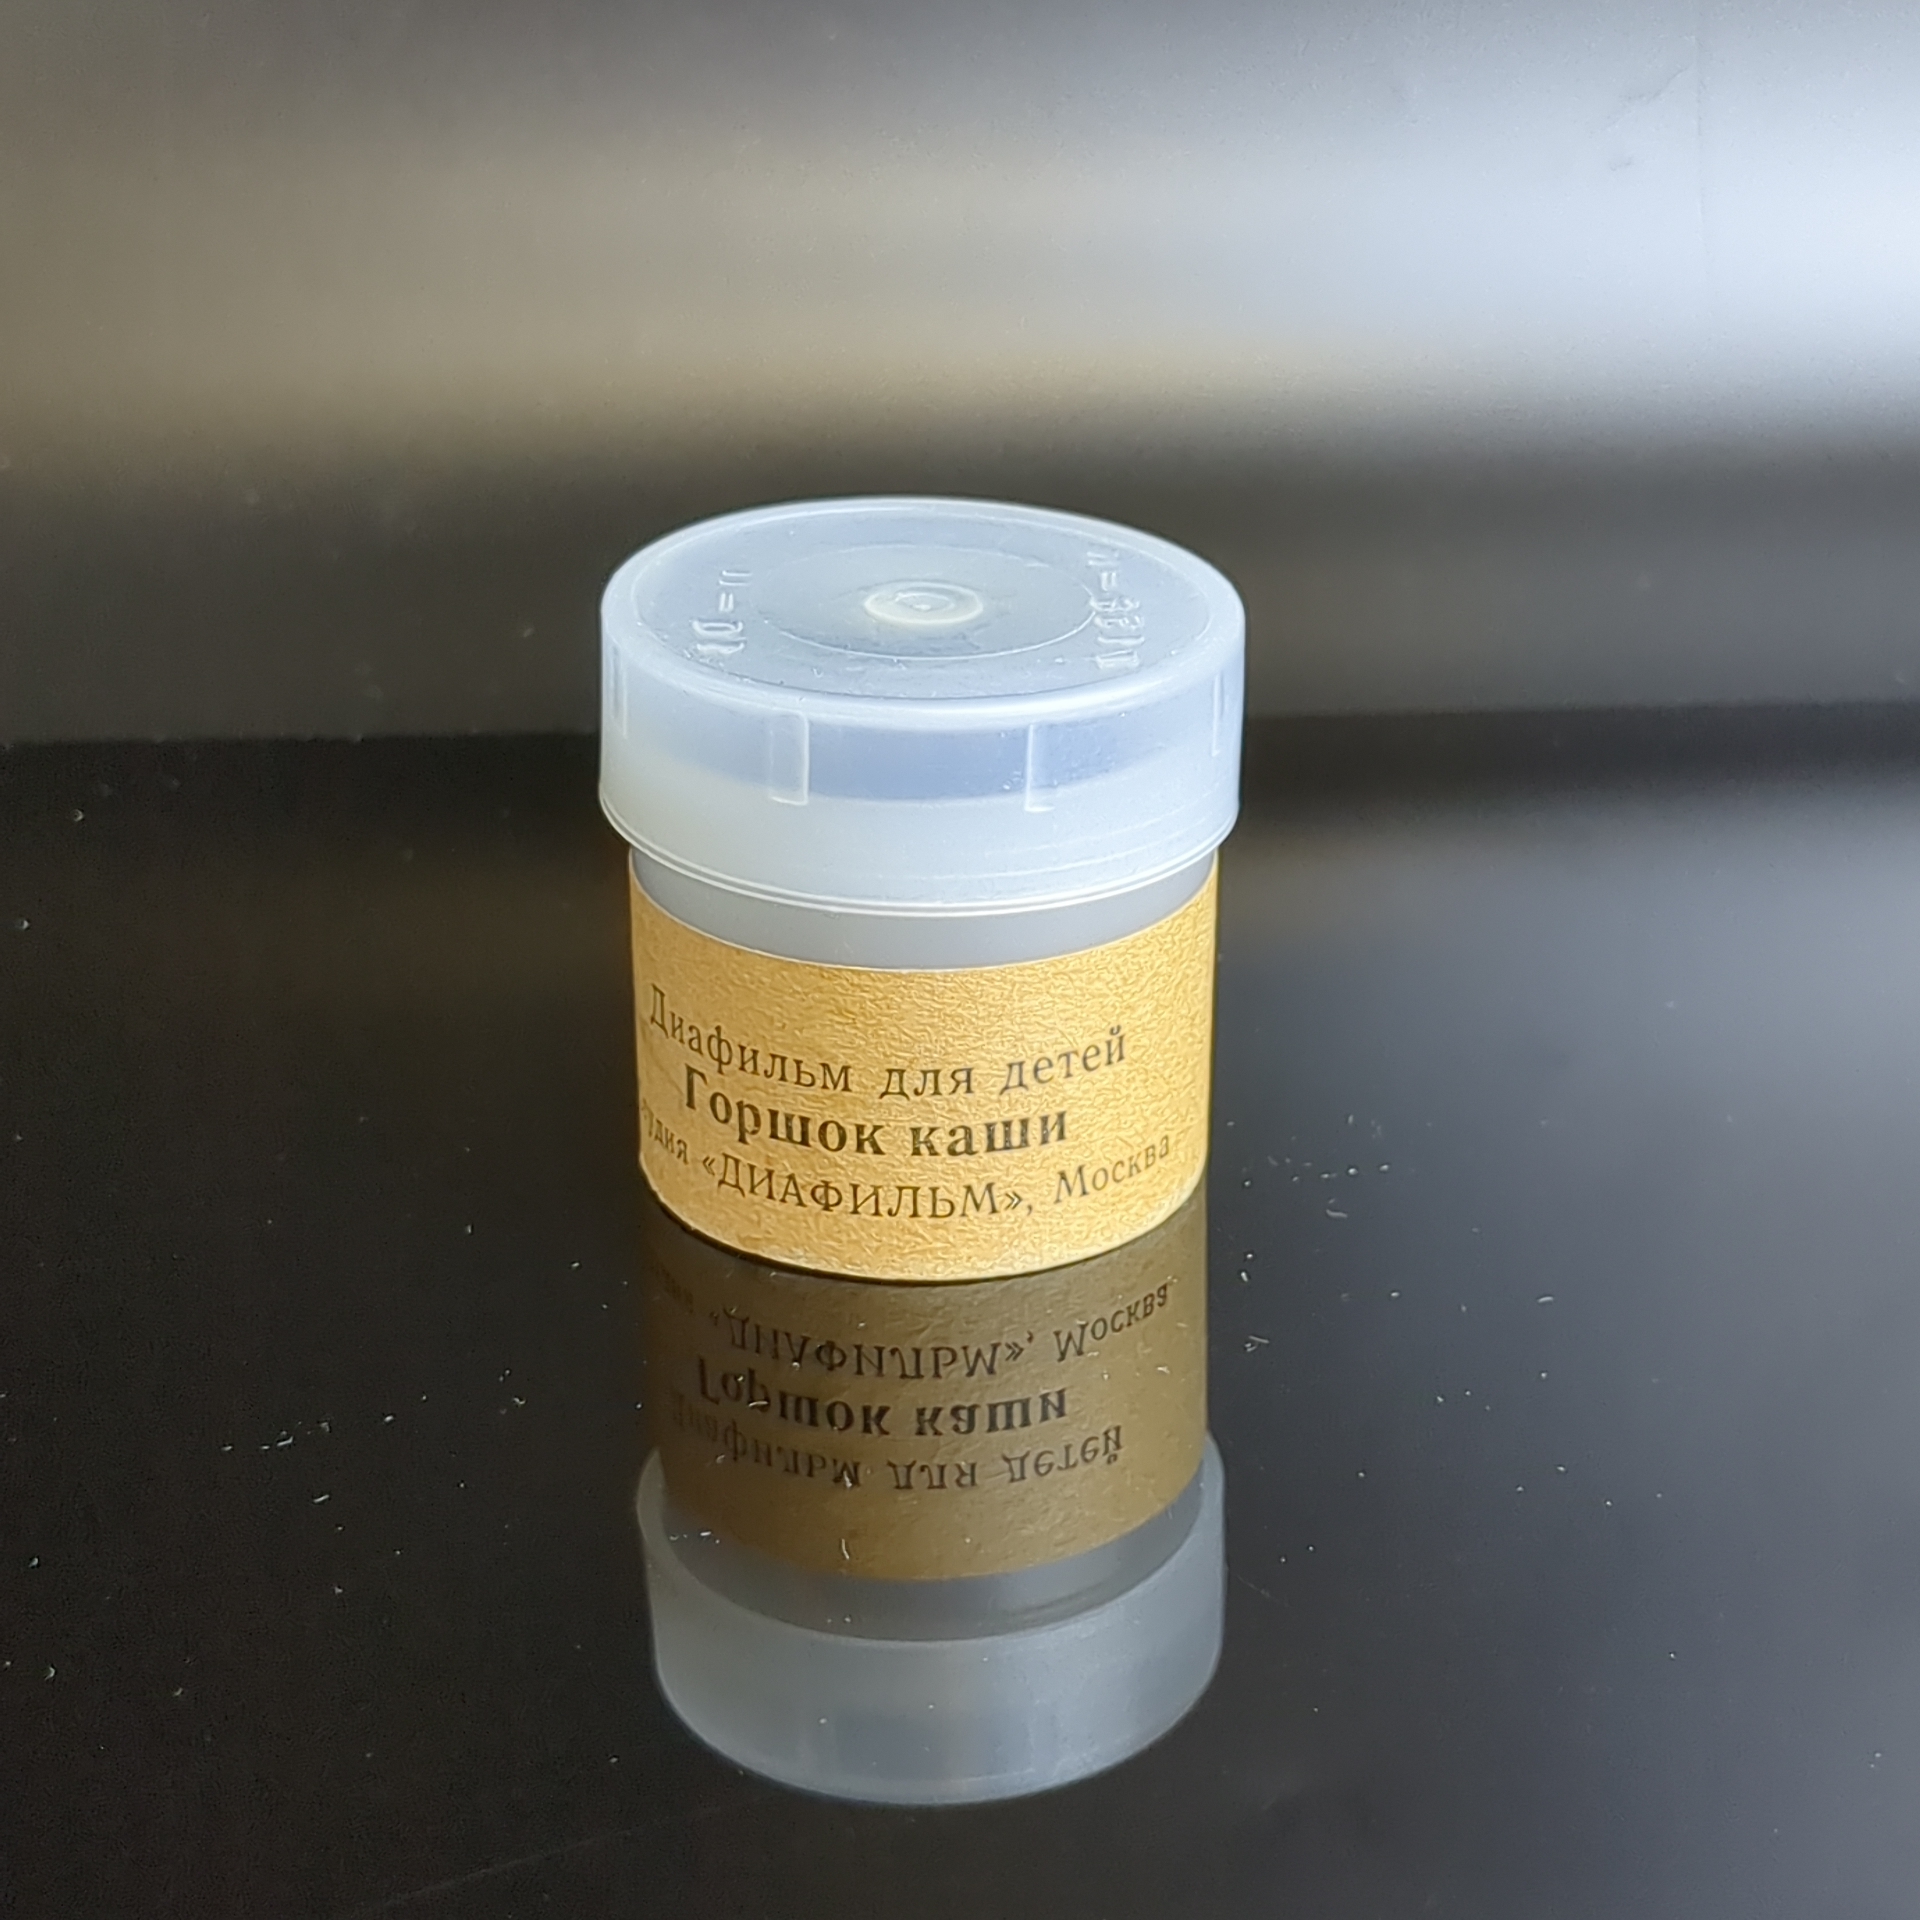 Диафильм для детей
Горшок каши
«ДИАФИЛЬМ», Москва